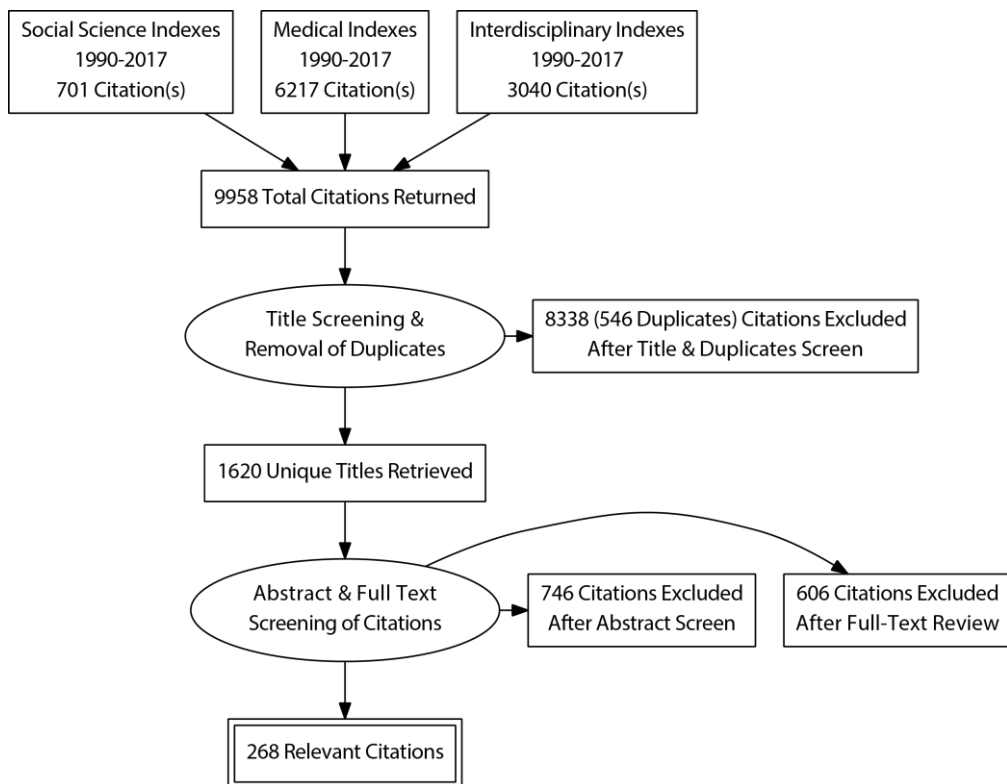 Social Science Indexes
1990-2017
701 Citation(s)
Medical Indexes
1990-2017
6217 Citation(s)
Interdisciplinary Indexes
1990-2017
3040 Citation(s)
9958 Total Citations Returned
Title Screening &
Removal of Duplicates
8338 (546 Duplicates) Citations Excluded
After Title & Duplicates Screen
1620 Unique Titles Retrieved
Abstract & Full Text
Screening of Citations
746 Citations Excluded
After Abstract Screen
606 Citations Excluded
After Full-Text Review
268 Relevant Citations